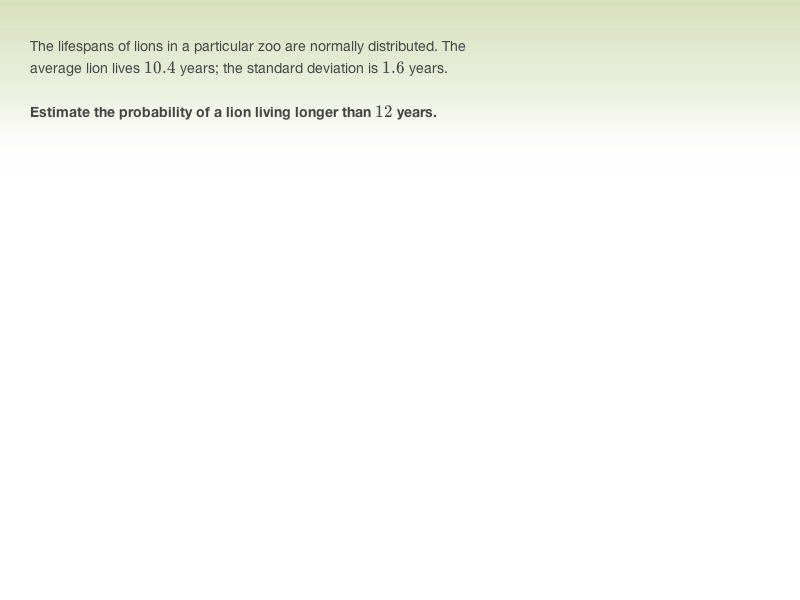 The lifespans of lions in a particular zoo are normally distributed. The
average lion lives 10.4 years; the standard deviation is 1.6 years.
Estimate the probability of a lion living longer than 12 years.